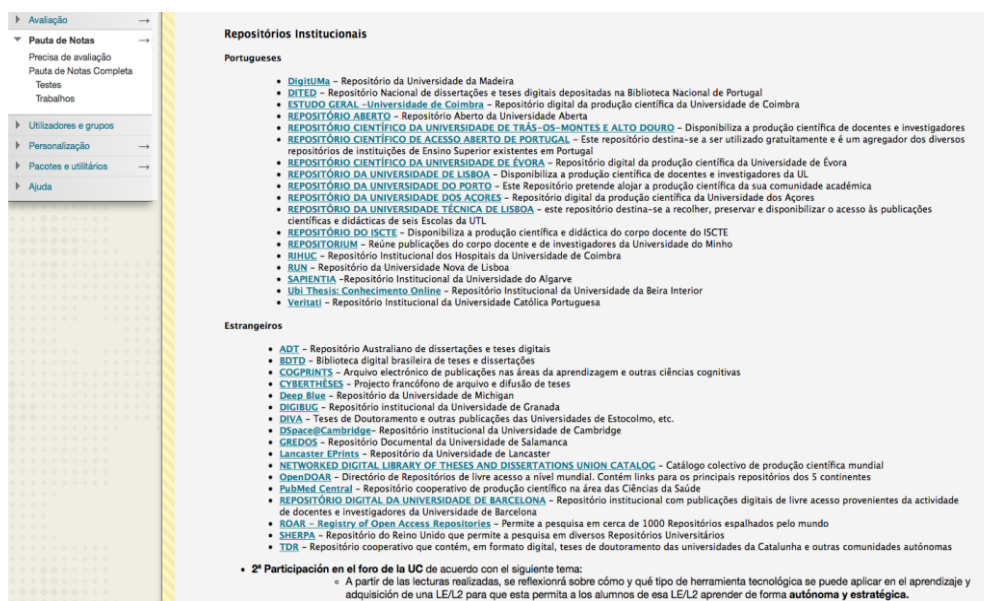 Avaliação →
Pauta de Notas →
Precisa de avaliação
Pauta de Notas Completa
Testes
Trabalhos
Utilizadores e grupos
Personalização →
Pacotes e utilitários →
Ajuda
Repositórios Institucionais
Portugueses
• DigitUMa – Repositório da Universidade da Madeira
• DITED – Repositório Nacional de dissertações e teses digitais depositadas na Biblioteca Nacional de Portugal
• ESTUDO GERAL –Universidade de Coimbra – Repositório digital da produção científica da Universidade de Coimbra
• REPOSITÓRIO ABERTO – Repositório Aberto da Universidade Aberta
• REPOSITÓRIO CIENTÍFICO DA UNIVERSIDADE DE TRÁS-OS-MONTES E ALTO DOURO – Disponibiliza a produção científica de docentes e investigadores
• REPOSITÓRIO CIENTÍFICO DE ACESSO ABERTO DE PORTUGAL – Este repositório destina-se a ser utilizado gratuitamente e é um agregador dos diversos
repositórios de instituições de Ensino Superior existentes em Portugal
• REPOSITÓRIO CIENTÍFICO DA UNIVERSIDADE DE ÉVORA – Repositório digital da produção científica da Universidade de Évora
• REPOSITÓRIO DA UNIVERSIDADE DE LISBOA – Disponibiliza a produção científica de docentes e investigadores da UL
• REPOSITÓRIO DA UNIVERSIDADE DO PORTO – Este Repositório pretende alojar a produção científica da sua comunidade académica
• REPOSITÓRIO DA UNIVERSIDADE DOS AÇORES – Repositório digital da produção científica da Universidade dos Açores
• REPOSITÓRIO DA UNIVERSIDADE TÉCNICA DE LISBOA – este repositório destina-se a recolher, preservar e disponibilizar o acesso às publicações
científicas e didácticas de seis Escolas da UTL
• REPOSITÓRIO DO ISCTE – Disponibiliza a produção científica e didáctica do corpo docente do ISCTE
• REPOSITORIUM – Reúne publicações do corpo docente e de investigadores da Universidade do Minho
• RIHUC – Repositório Institucional dos Hospitais da Universidade de Coimbra
• RUN – Repositório da Universidade Nova de Lisboa
• SAPIENTIA –Repositório Institucional da Universidade do Algarve
• Ubi Thesis: Conhecimento Online – Repositório Institucional da Universidade da Beira Interior
• Veritati – Repositório Institucional da Universidade Católica Portuguesa
Estrangeiros
• ADT – Repositório Australiano de dissertações e teses digitais
• BDTD – Biblioteca digital brasileira de teses e dissertações
• COGPRINTS – Arquivo electrónico de publicações nas áreas da aprendizagem e outras ciências cognitivas
• CYBERTHÈSES – Projecto francófono de arquivo e difusão de teses
• Deep Blue – Repositório da Universidade de Michigan
• DIGIBUG – Repositório institucional da Universidade de Granada
• DIVA – Teses de Doutoramento e outras publicações das Universidades de Estocolmo, etc.
• DSpace@Cambridge– Repositório institucional da Universidade de Cambridge
• GREDOS – Repositório Documental da Universidade de Salamanca
• Lancaster EPrints – Repositório da Universidade de Lancaster
• NETWORKED DIGITAL LIBRARY OF THESES AND DISSERTATIONS UNION CATALOG – Catálogo colectivo de produção científica mundial
• OpenDOAR – Directório de Repositórios de livre acesso a nível mundial. Contém links para os principais repositórios dos 5 continentes
• PubMed Central – Repositório cooperativo de produção científico na área das Ciências da Saúde
• REPOSITÓRIO DIGITAL DA UNIVERSIDADE DE BARCELONA – Repositório institucional com publicações digitais de livre acesso provenientes da actividade
de docentes e investigadores da Universidade de Barcelona
• ROAR – Registry of Open Access Repositories – Permite a pesquisa em cerca de 1000 Repositórios espalhados pelo mundo
• SHERPA – Repositório do Reino Unido que permite a pesquisa em diversos Repositórios Universitários
• TDR – Repositório cooperativo que contém, em formato digital, teses de doutoramento das universidades da Catalunha e outras comunidades autónomas
• 2ª Participación en el foro de la UC de acuerdo con el siguiente tema:
○ A partir de las lecturas realizadas, se reflexionrá sobre cómo y qué tipo de herramienta tecnológica se puede aplicar en el aprendizaje y
adquisición de una LE/L2 para que esta permita a los alumnos de esa LE/L2 aprender de forma autónoma y estratégica.